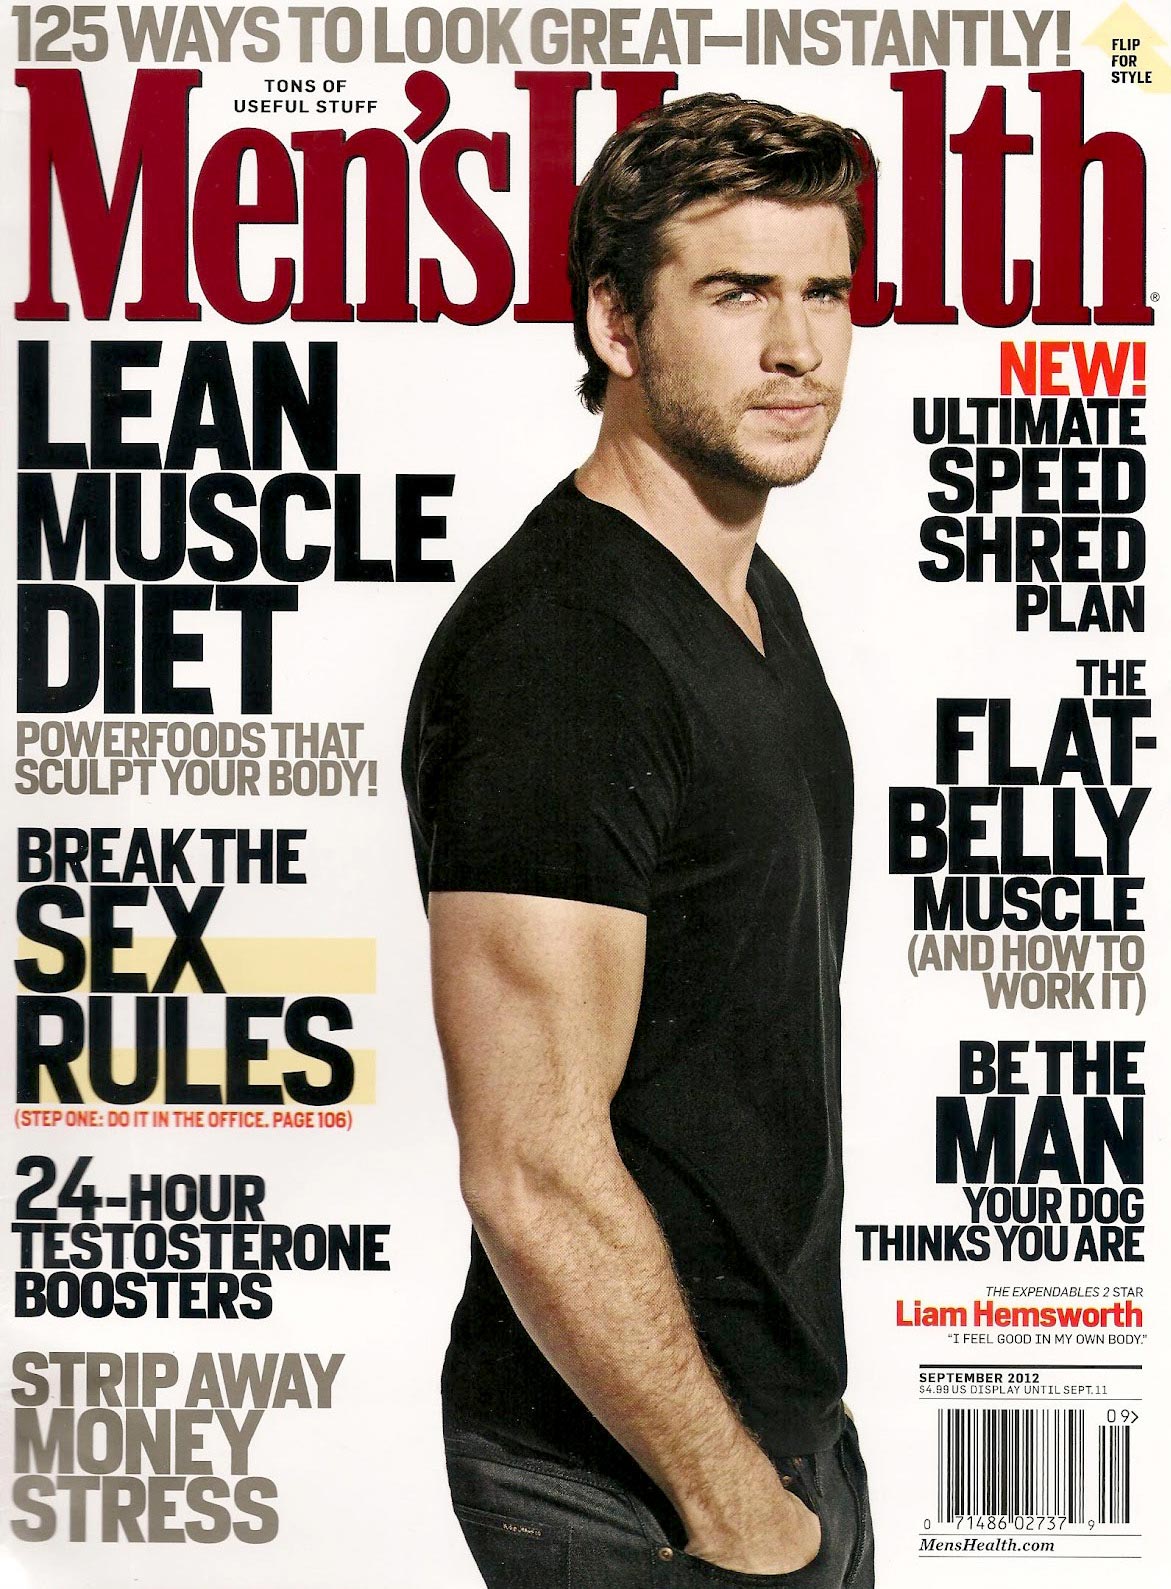 125 WAYS TO LOOK GREAT—INSTANTLY!
FLIP
FOR
STYLE
TONS OF
USEFUL STUFF
Men'sHealth
®
LEAN
MUSCLE
DIET
POWERFOODS THAT
SCULPT YOUR BODY!
BREAK THE
SEX
RULES
(STEP ONE: DO IT IN THE OFFICE. PAGE 106)
24-HOUR
TESTOSTERONE
BOOSTERS
STRIP AWAY
MONEY
STRESS
NEW!
ULTIMATE
SPEED
SHRED
PLAN
THE
FLAT-
BELLY
MUSCLE
(AND HOW TO
WORK IT)
BE THE
MAN
YOUR DOG
THINKS YOU ARE
THE EXPENDABLES 2 STAR
Liam Hemsworth
"I FEEL GOOD IN MY OWN BODY."
SEPTEMBER 2012
$4.99 US DISPLAY UNTIL SEPT. 11
09>
0 71486 02737 9
MensHealth.com